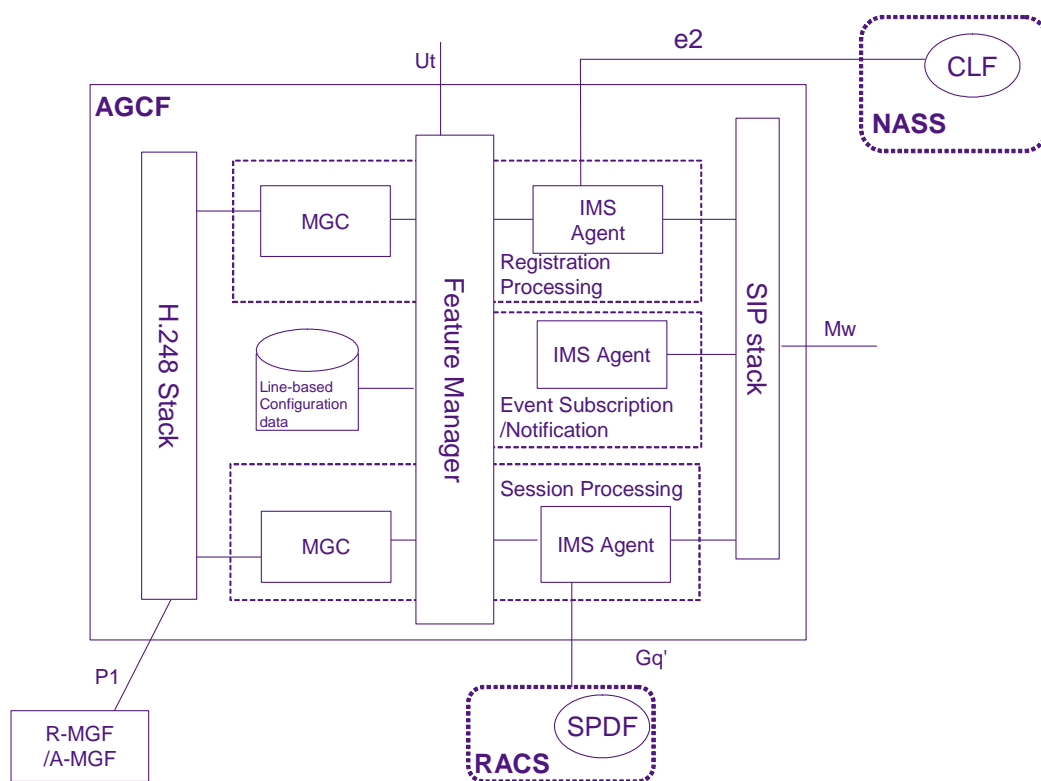 e2
CLF
NASS
Ut
AGCF
MGC
IMS
Agent
Registration
Processing
H.248 Stack
Feature Manager
SIP stack
Mw
Line-based
Configuration
data
IMS Agent
Event Subscription
/Notification
Session Processing
MGC
IMS Agent
P1
Gq'
R-MGF
/A-MGF
SPDF
RACS